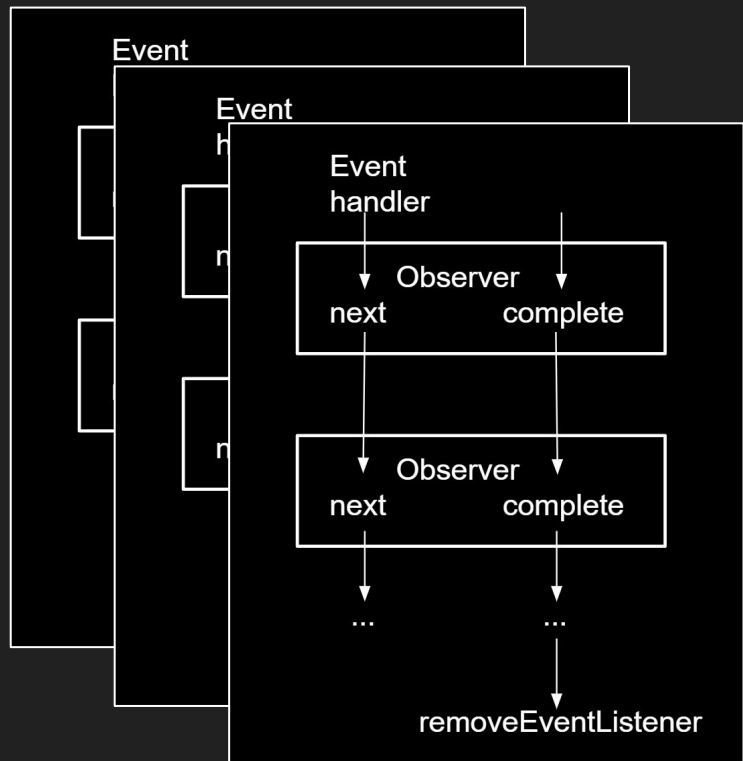 Event
Event
h
Event
handler
Observer
next complete
n
Observer
next complete
n
... ...
removeEventListener